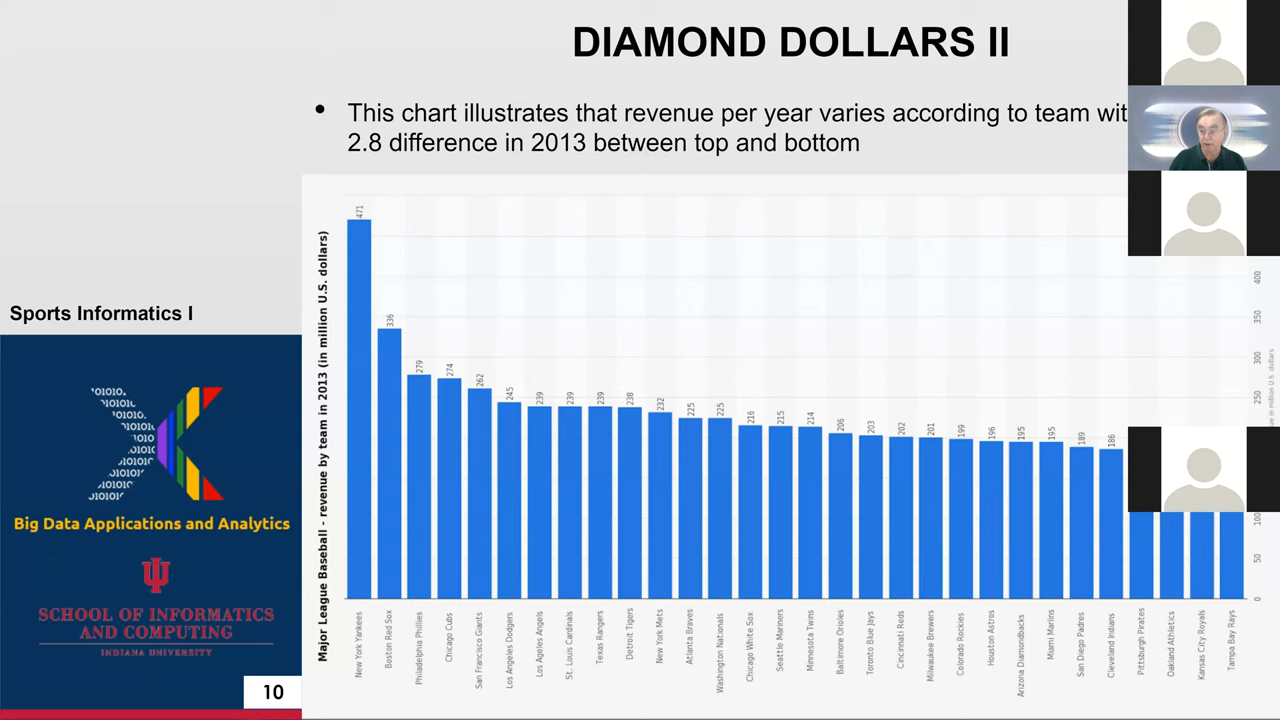 DIAMOND DOLLARS II
• This chart illustrates that revenue per year varies according to team wit
2.8 difference in 2013 between top and bottom
Sports Informatics I
Big Data Applications and Analytics
SCHOOL OF INFORMATICS
AND COMPUTING
INDIANA UNIVERSITY
10
Major League Baseball - revenue by team in 2013 (in million U.S. dollars)
471
336
279
274
262
245
239
239
239
238
232
225
225
216
215
214
206
203
202
201
199
196
195
195
189
186
400
350
300
250
100
50
0
in million U.S. dollars
New York Yankees
Boston Red Sox
Philadelphia Phillies
Chicago Cubs
San Francisco Giants
Los Angeles Dodgers
Los Ageles Angels
St. Louis Cardinals
Texas Rangers
Detroit Tigers
New York Mets
Atlanta Braves
Washington Nationals
Chicago White Sox
Seattle Mariners
Minnesota Twins
Baltimore Orioles
Toronto Blue Jays
Cincinnati Reds
Milwaukee Brewers
Colorado Rockies
Houston Astros
Arizona Diamondbacks
Miami Marlins
San Diego Padres
Cleveland Indians
Pittsburgh Pirates
Oakland Athletics
Kansas City Royals
Tampa Bay Rays